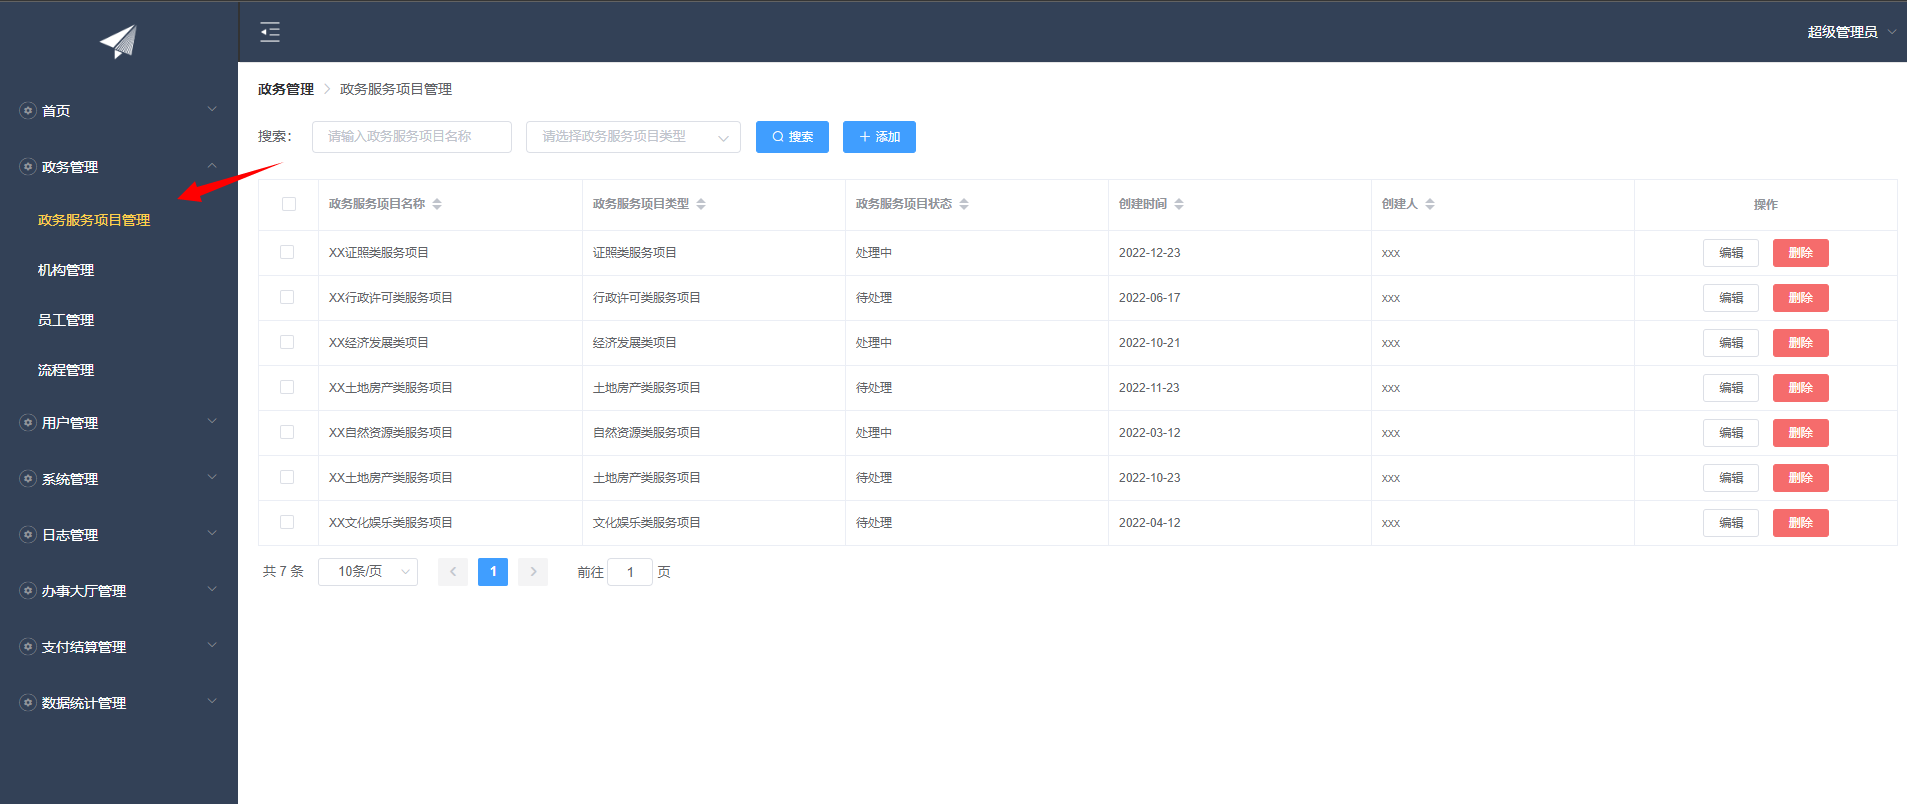 超级管理员
首页
政务管理
政务服务项目管理
机构管理
员工管理
流程管理
用户管理
系统管理
日志管理
办事大厅管理
支付结算管理
数据统计管理
政务管理 > 政务服务项目管理
搜索： 请输入政务服务项目名称 请选择政务服务项目类型 搜索 + 添加
政务服务项目名称 政务服务项目类型 政务服务项目状态 创建时间 创建人 操作
XX证照类服务项目 证照类服务项目 处理中 2022-12-23 xxx 编辑 删除
XX行政许可类服务项目 行政许可类服务项目 待处理 2022-06-17 xxx 编辑 删除
XX经济发展类项目 经济发展类项目 处理中 2022-10-21 xxx 编辑 删除
XX土地房产类服务项目 土地房产类服务项目 待处理 2022-11-23 xxx 编辑 删除
XX自然资源类服务项目 自然资源类服务项目 处理中 2022-03-12 xxx 编辑 删除
XX土地房产类服务项目 土地房产类服务项目 待处理 2022-10-23 xxx 编辑 删除
XX文化娱乐类服务项目 文化娱乐类服务项目 待处理 2022-04-12 xxx 编辑 删除
共 7 条 10条/页 < 1 > 前往 1 页